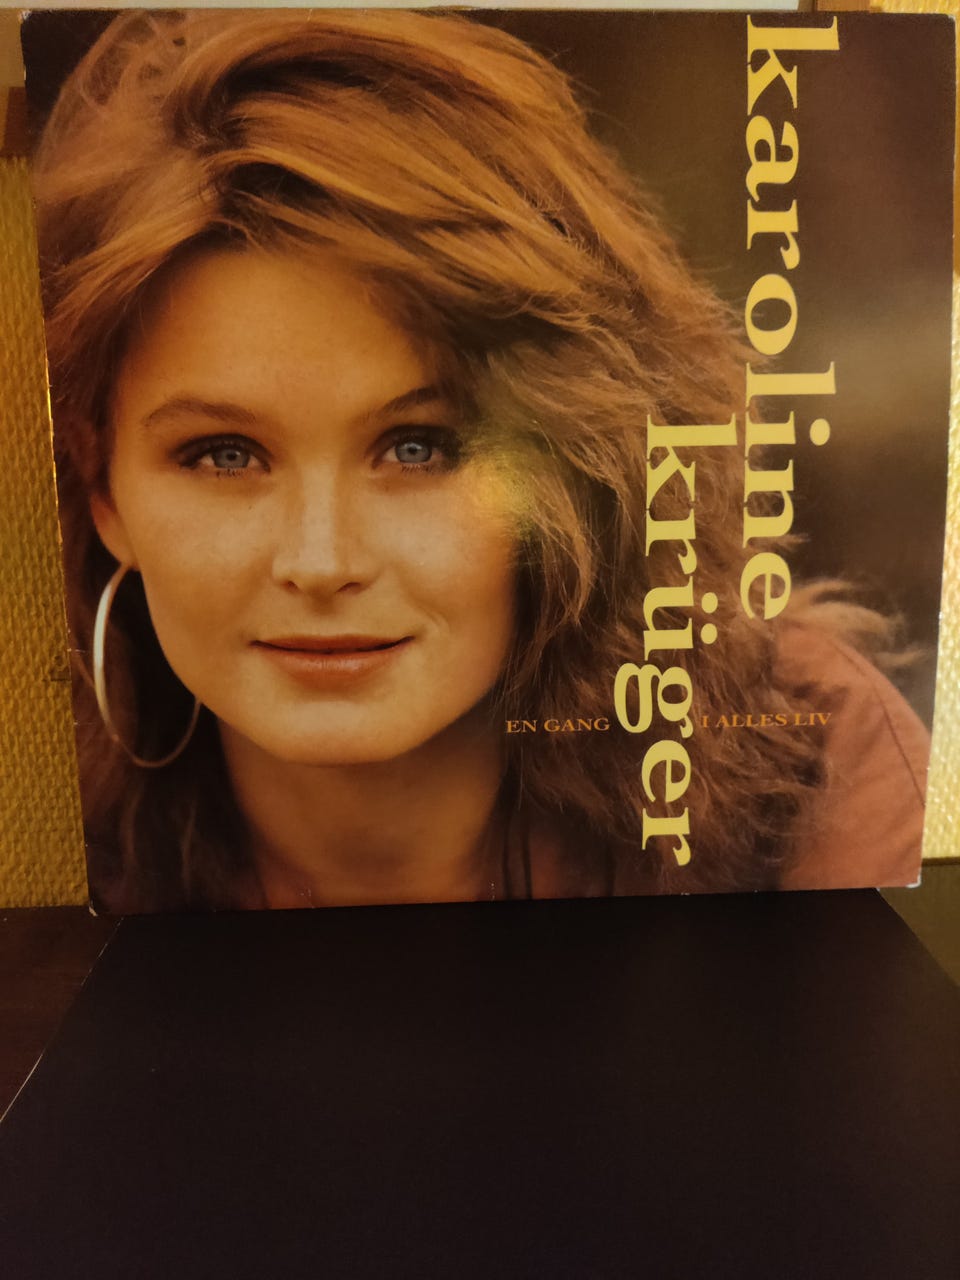 karoline
krüger
EN GANG I ALLES LIV